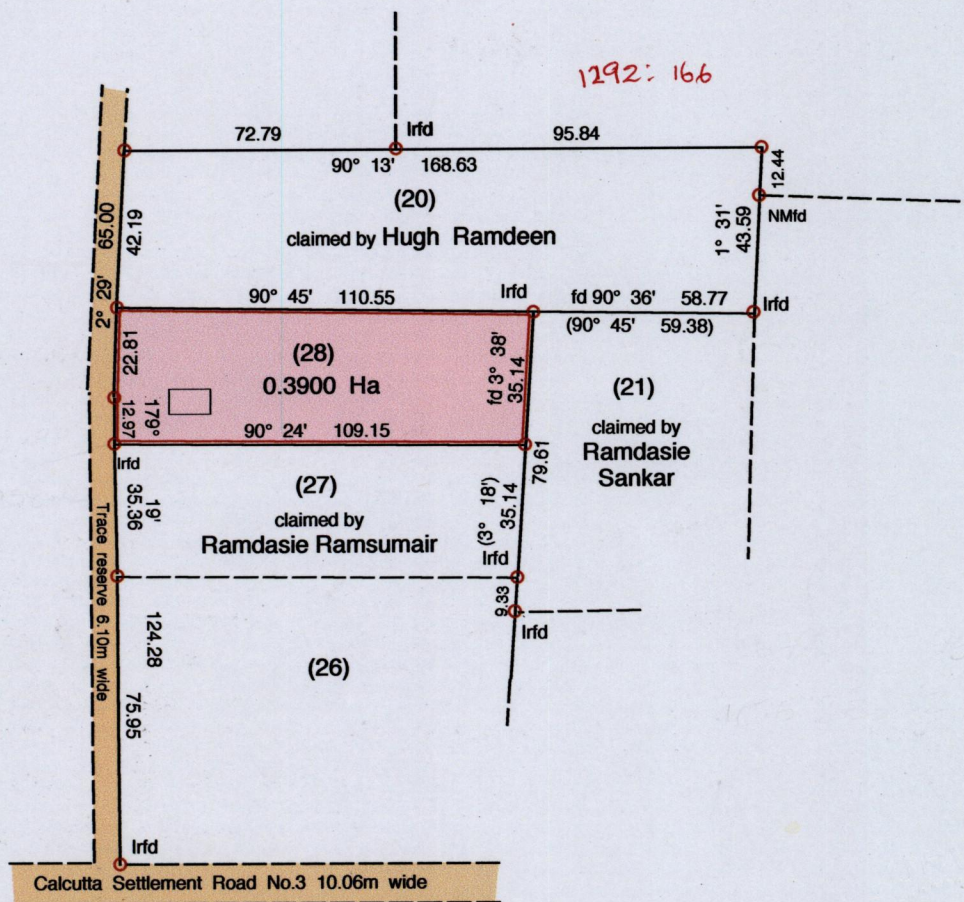 1292: 166
72.79
Irfd
95.84
90° 13' 168.63
12.44
(20)
NMfd
claimed by Hugh Ramdeen
65.00
42.19
1° 31'
43.59
2° 29'
90° 45' 110.55
Irfd
fd 90° 36' 58.77
Irfd
(90° 45' 59.38)
22.81
(28)
fd 3° 38'
35.14
0.3900 Ha
(21)
12.97
179°
90° 24' 109.15
claimed by
Ramdasie
Sankar
Irfd
79.61
(27)
35.36
19'
claimed by
(3° 18')
35.14
Ramdasie Ramsumair
Irfd
Trace reserve 6.10m wide
9.33
Irfd
124.28
(26)
75.95
Irfd
Calcutta Settlement Road No.3 10.06m wide